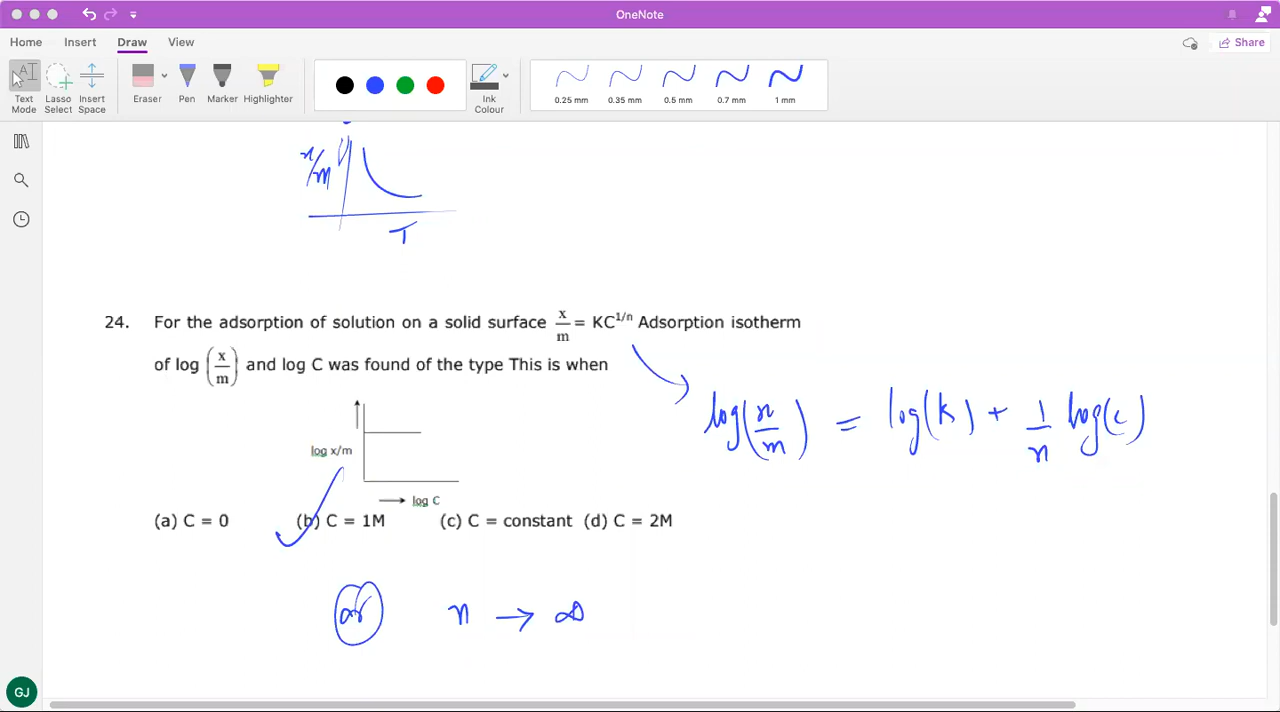 OneNote
Home Insert Draw View
Share
Text Mode
Lasso Select
Insert Space
Eraser
Pen
Marker
Highlighter
Ink Colour
0.25 mm
0.35 mm
0.5 mm
0.7 mm
1 mm
x/m
T
24. For the adsorption of solution on a solid surface x/m = KC^1/n Adsorption isotherm
of log (x/m) and log C was found of the type This is when
log(x/m) = log(k) + 1/n log(c)
log x/m
log C
(a) C = 0 (b) C = 1M (c) C = constant (d) C = 2M
or n → ∞
GJ